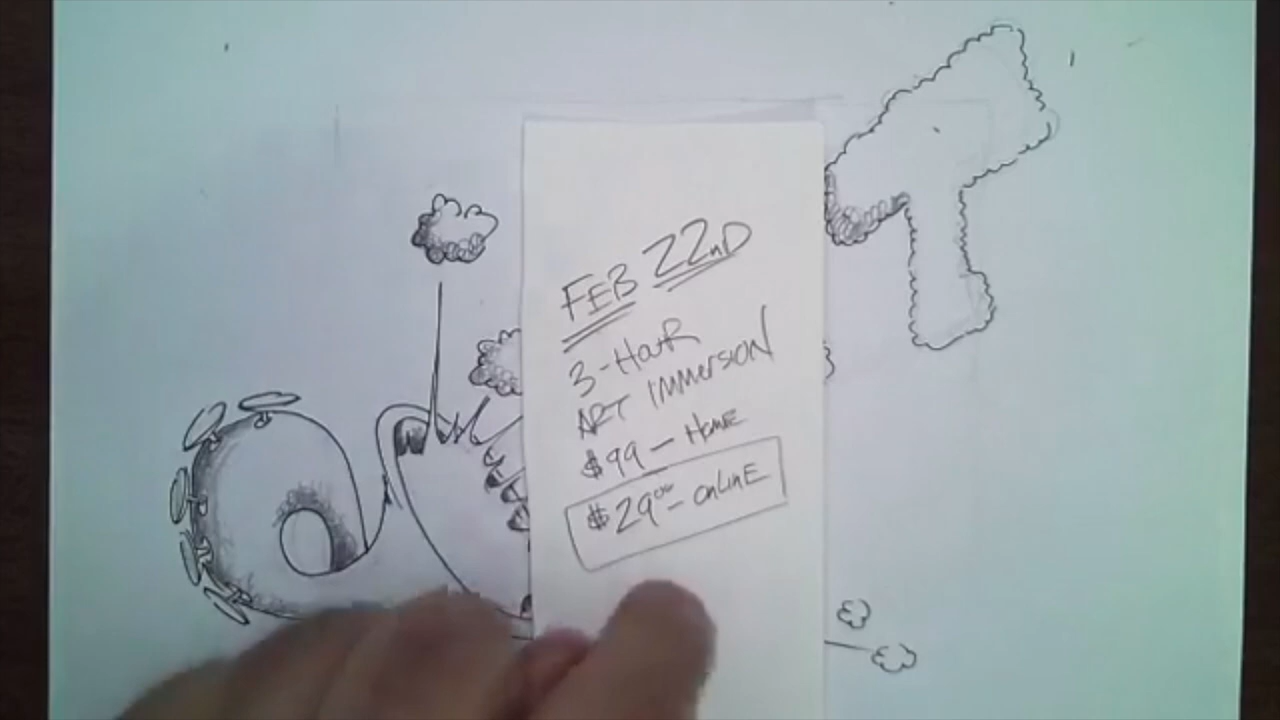 FEB 22nD
3-HOUR
ART IMMERSION
$99 - HOME
$29.00 - ONLINE